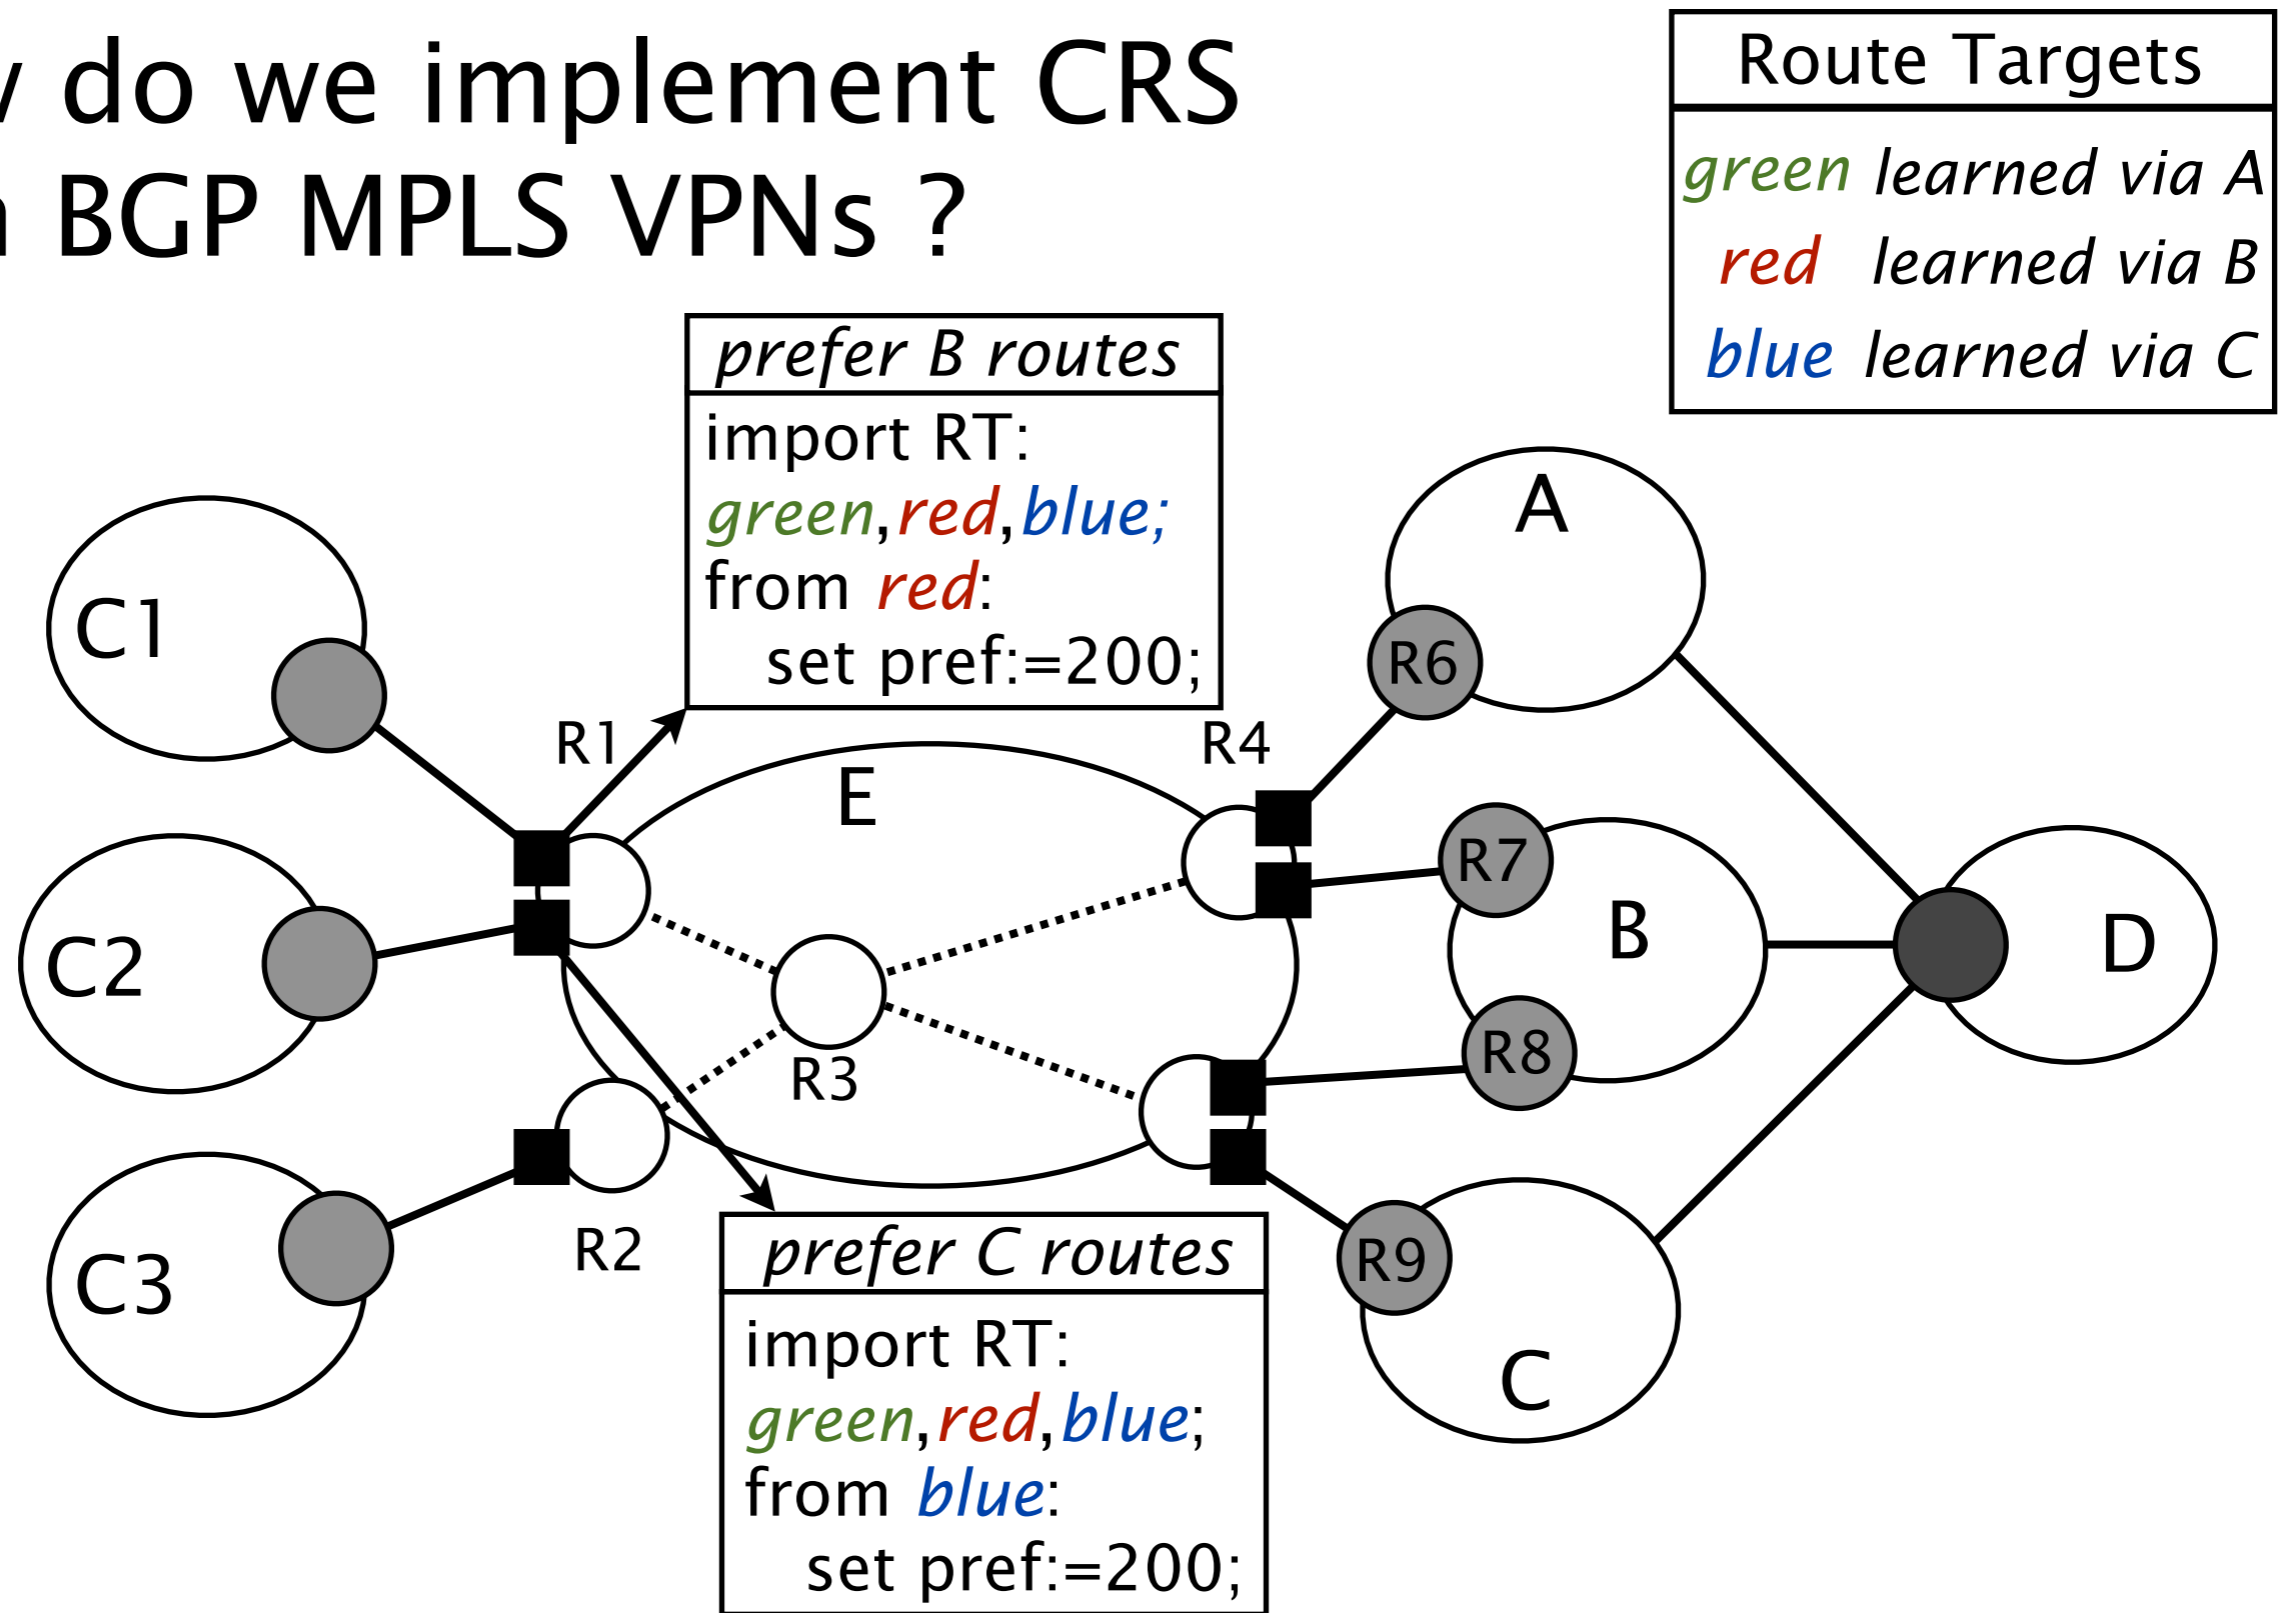 do we implement CRS
BGP MPLS VPNs ?
Route Targets
green learned via A
red learned via B
blue learned via C
prefer B routes
import RT:
green,red,blue;
from red:
set pref:=200;
A
C1
R6
R1
R4
E
R7
B
C2
D
R8
R3
R2
prefer C routes
C3
R9
import RT:
C
green,red,blue;
from blue:
set pref:=200;